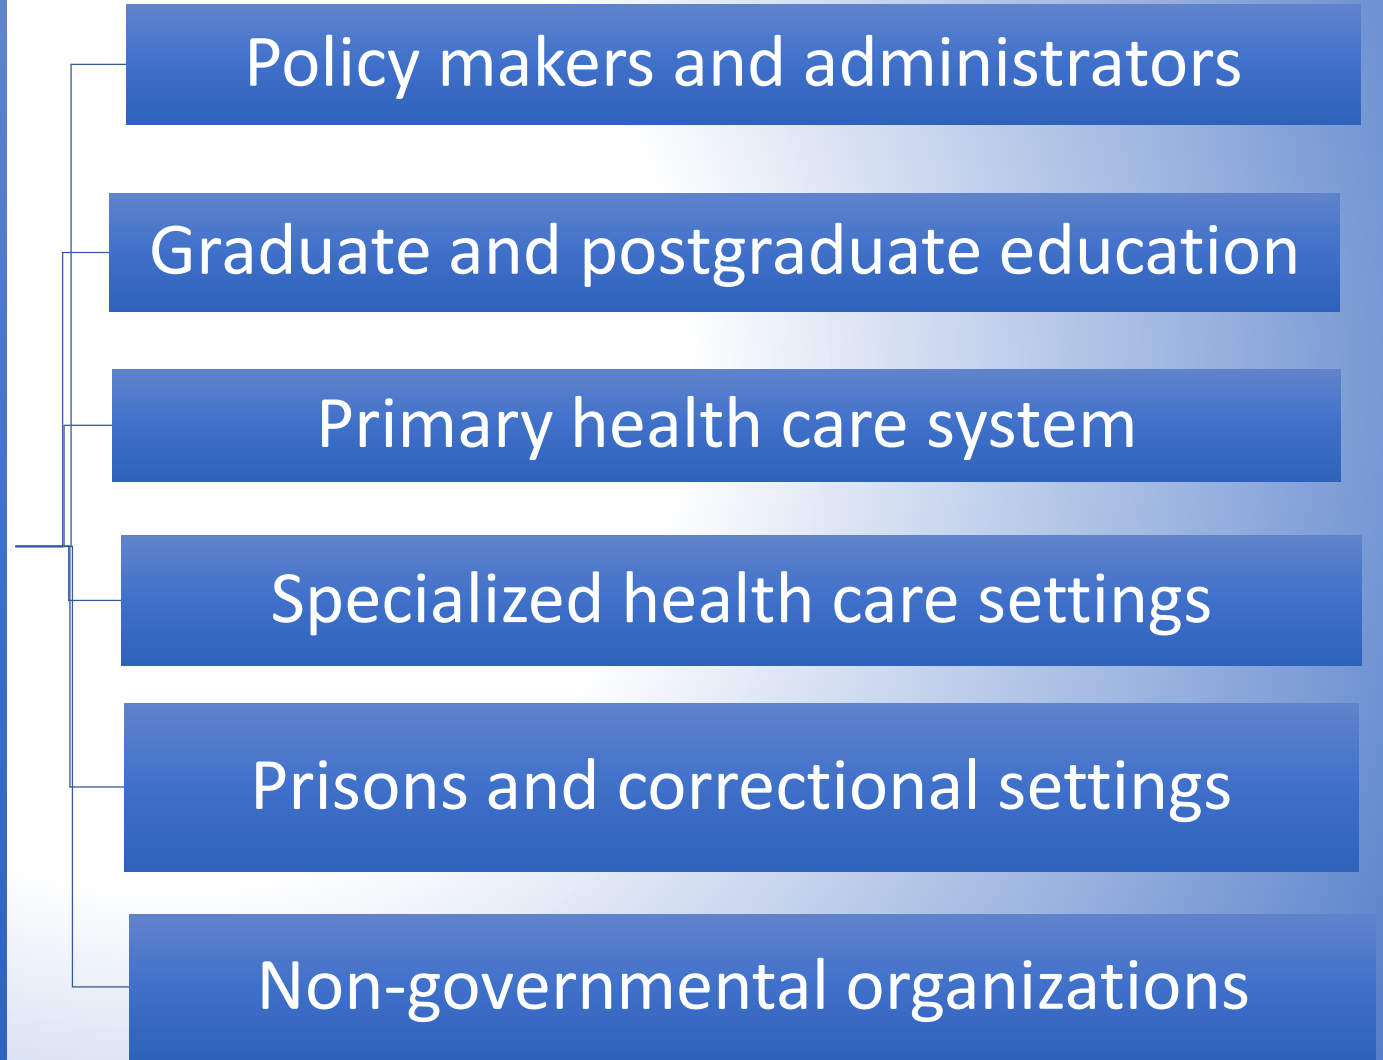 Policy makers and administrators
Graduate and postgraduate education
Primary health care system
Specialized health care settings
Prisons and correctional settings
Non-governmental organizations